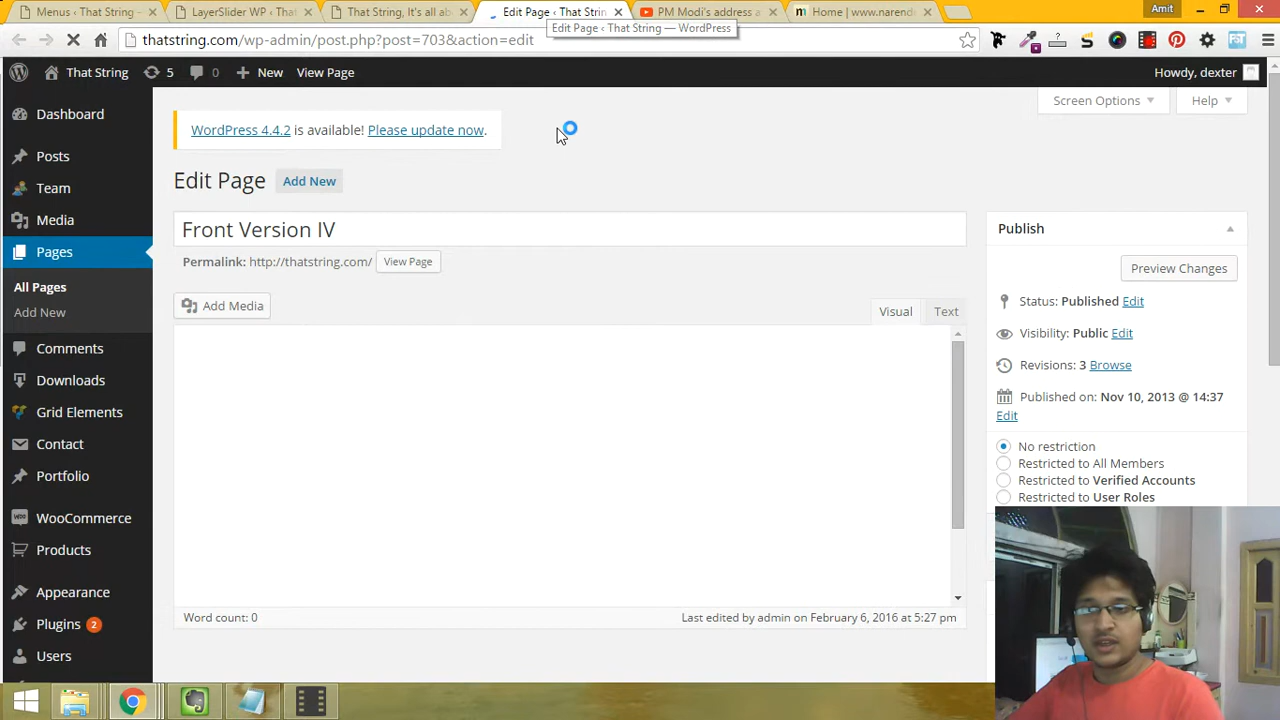 Menus ‹ That String —
LayerSlider WP ‹ That
That String, It's all ab
Edit Page ‹ That Strin
PM Modi's address a
Home | www.narend
Amit
Edit Page ‹ That String — WordPress
thatstring.com/wp-admin/post.php?post=703&action=edit
That String
5
0
New
View Page
Howdy, dexter
Dashboard
Posts
Team
Media
Pages
All Pages
Add New
Comments
Downloads
Grid Elements
Contact
Portfolio
WooCommerce
Products
Appearance
Plugins 2
Users
Screen Options
Help
WordPress 4.4.2 is available! Please update now.
Edit Page
Add New
Front Version IV
Permalink: http://thatstring.com/
View Page
Add Media
Visual
Text
Word count: 0
Last edited by admin on February 6, 2016 at 5:27 pm
Publish
Preview Changes
Status: Published Edit
Visibility: Public Edit
Revisions: 3 Browse
Published on: Nov 10, 2013 @ 14:37
Edit
No restriction
Restricted to All Members
Restricted to Verified Accounts
Restricted to User Roles